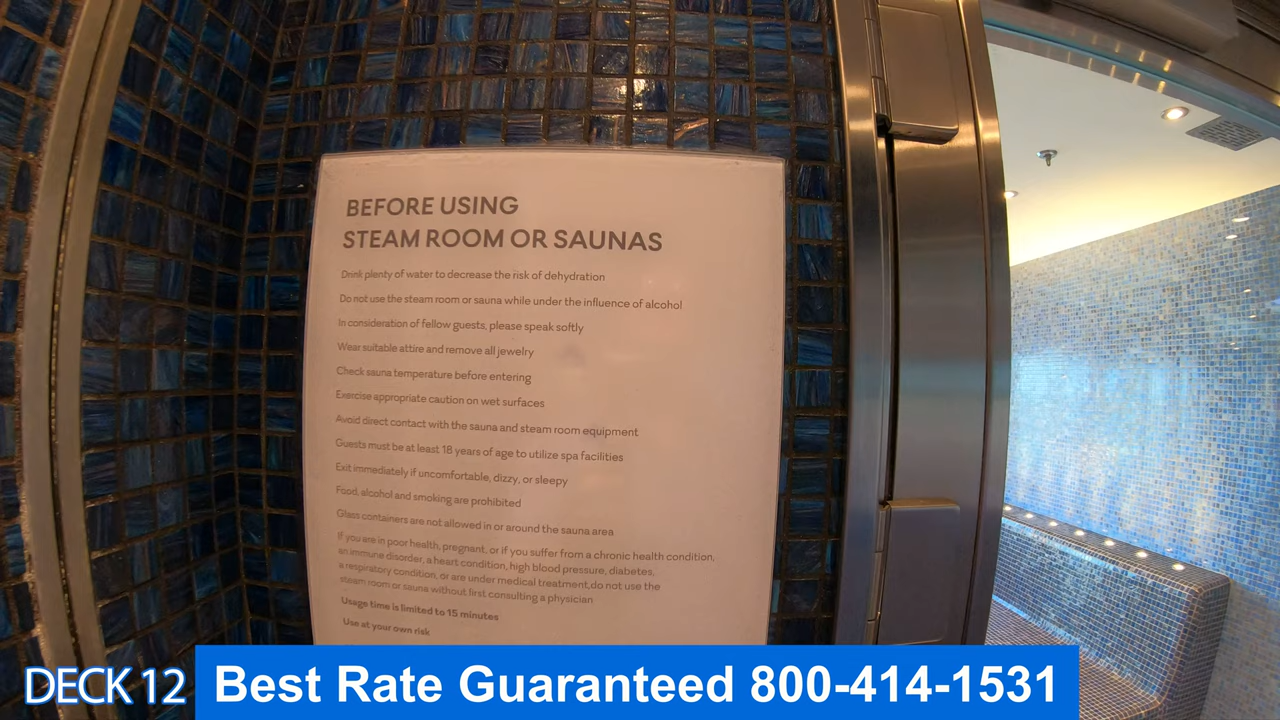 BEFORE USING
STEAM ROOM OR SAUNAS
Drink plenty of water to decrease the risk of dehydration
Do not use the steam room or sauna while under the influence of alcohol
In consideration of fellow guests, please speak softly
Wear suitable attire and remove all jewelry
Check sauna temperature before entering
Exercise appropriate caution on wet surfaces
Avoid direct contact with the sauna and steam room equipment
Guests must be at least 18 years of age to utilize spa facilities
Exit immediately if uncomfortable, dizzy, or sleepy
Food, alcohol and smoking are prohibited
Glass containers are not allowed in or around the sauna area
If you are in poor health, pregnant, or if you suffer from a chronic health condition,
an immune disorder, a heart condition, high blood pressure, diabetes,
a respiratory condition, or are under medical treatment,do not use the
steam room or sauna without first consulting a physician
Usage time is limited to 15 minutes
Use at your own risk
DECK 12
Best Rate Guaranteed 800-414-1531